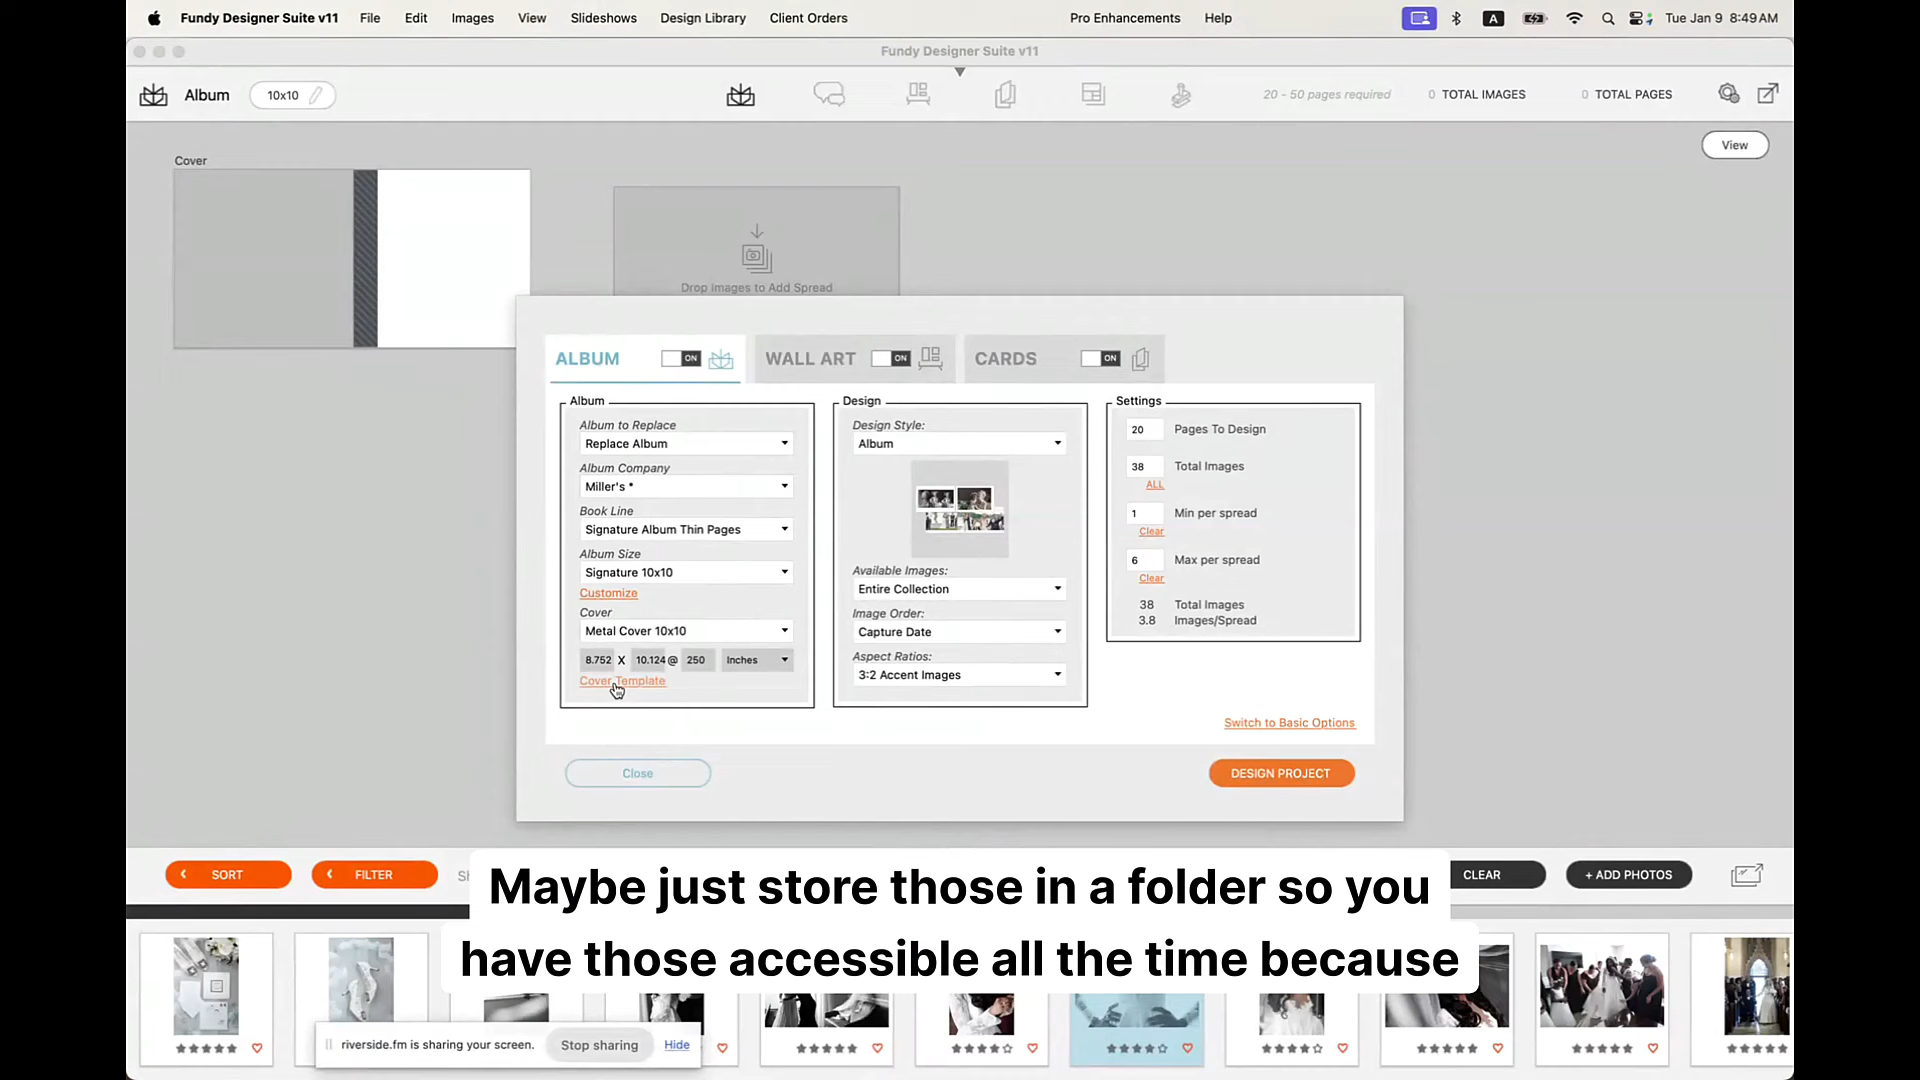 Fundy Designer Suite v11 File Edit Images View Slideshows Design Library Client Orders Pro Enhancements Help A Tue Jan 9 8:49 AM
Fundy Designer Suite v11
Album 10x10 20 - 50 pages required 0 TOTAL IMAGES 0 TOTAL PAGES
View
Cover
Drop Images to Add Spread
ALBUM ON WALL ART ON CARDS ON
Album
Album to Replace
Replace Album
Album Company
Miller's *
Book Line
Signature Album Thin Pages
Album Size
Signature 10x10
Customize
Cover
Metal Cover 10x10
8.752 X 10.124 @ 250 Inches
Cover Template
Design
Design Style:
Album
Available Images:
Entire Collection
Image Order:
Capture Date
Aspect Ratios:
3:2 Accent Images
Settings
20 Pages To Design
38 Total Images
ALL
1 Min per spread
Clear
6 Max per spread
Clear
38 Total Images
3.8 Images/Spread
Switch to Basic Options
Close DESIGN PROJECT
SORT FILTER CLEAR + ADD PHOTOS
Maybe just store those in a folder so you
have those accessible all the time because
riverside.fm is sharing your screen. Stop sharing Hide